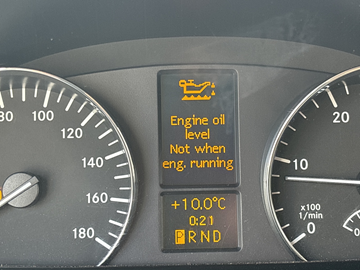 80
100
120
140
160
180
Engine oil
level
Not when
eng. running
+10.0°C
0:21
P R N D
20
10
x100
1/min
0